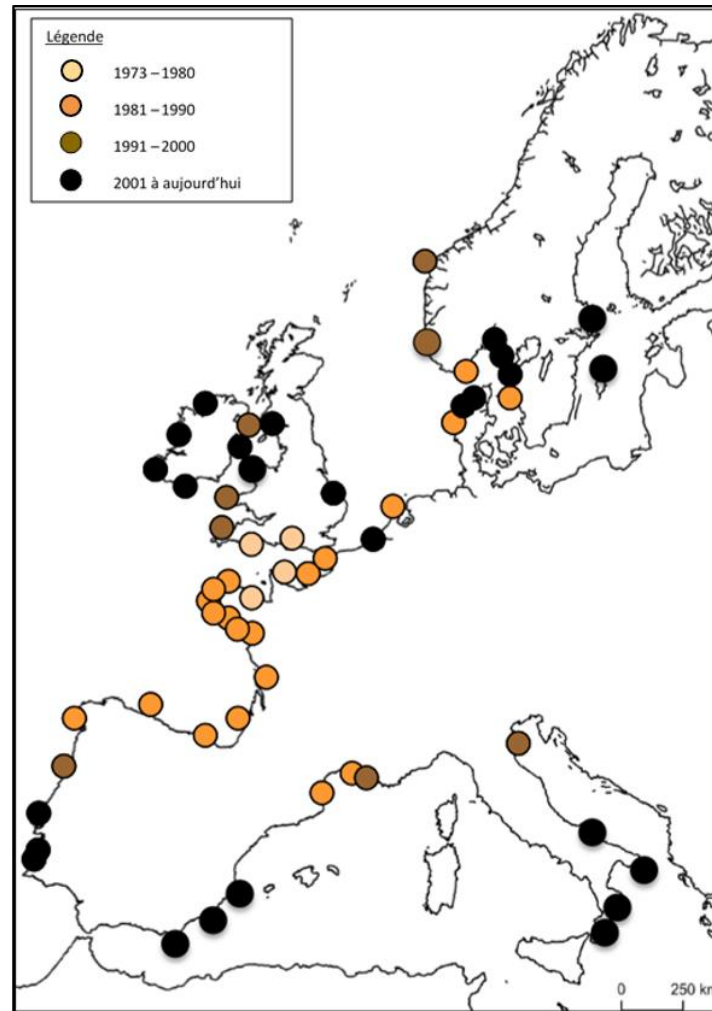 Légende
1973 – 1980
1981 – 1990
1991 – 2000
2001 à aujourd'hui
0 250 km